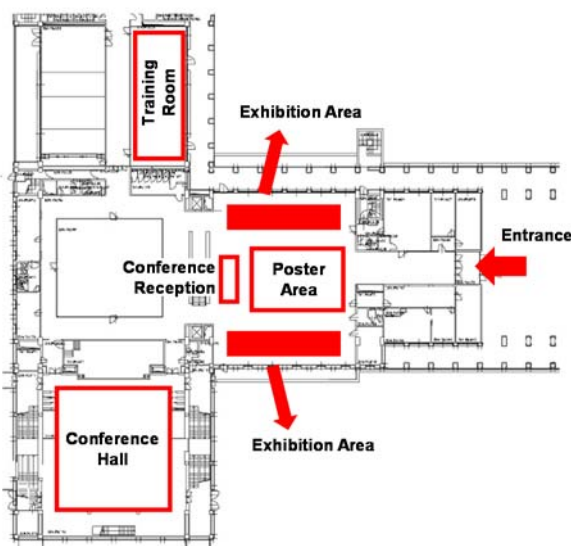 Training
Room
Exhibition Area
Entrance
Conference
Reception
Poster
Area
Conference
Hall
Exhibition Area